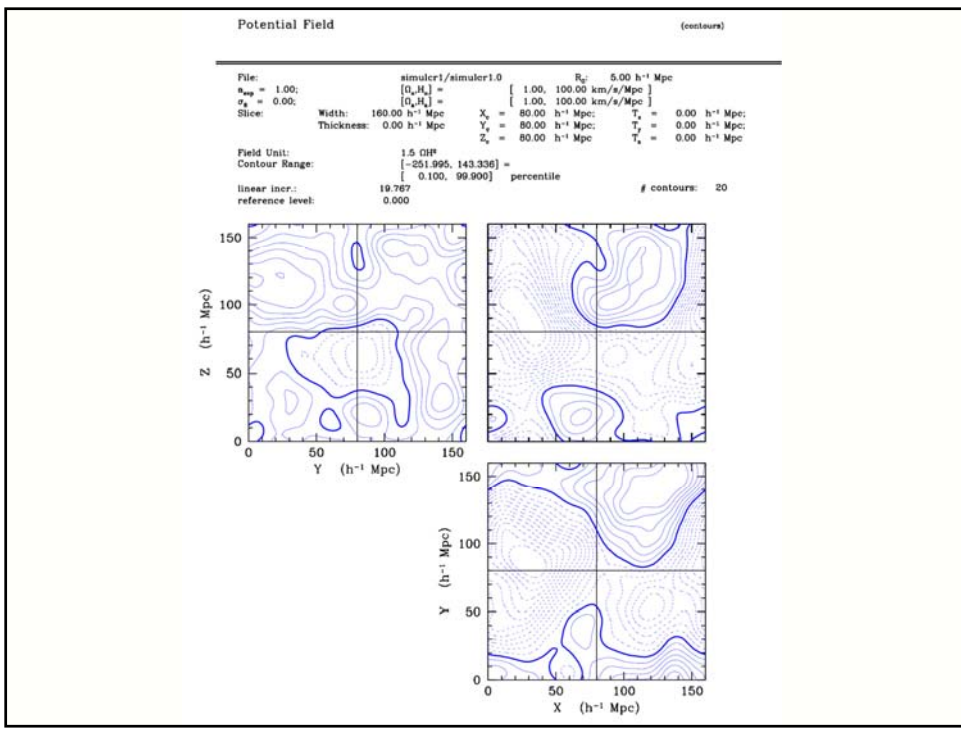 Potential Field (contours)
File: simulcr1/simulcr1.0 R_G: 5.00 h⁻¹ Mpc
a_exp = 1.00; [Ω_o,H_o] = [ 1.00, 100.00 km/s/Mpc ]
σ_8 = 0.00; [Ω_o,H_o] = [ 1.00, 100.00 km/s/Mpc ]
Slice: Width: 160.00 h⁻¹ Mpc X_c = 80.00 h⁻¹ Mpc; T_x = 0.00 h⁻¹ Mpc;
Thickness: 0.00 h⁻¹ Mpc Y_c = 80.00 h⁻¹ Mpc; T_y = 0.00 h⁻¹ Mpc;
Z_c = 80.00 h⁻¹ Mpc T_z = 0.00 h⁻¹ Mpc
Field Unit: 1.5 ΩH²
Contour Range: [-251.995, 143.336] =
[ 0.100, 99.900] percentile
linear incr.: 19.767 # contours: 20
reference level: 0.000
150
100
50
0
Z (h⁻¹ Mpc)
0 50 100 150
Y (h⁻¹ Mpc)
150
100
50
0
Y (h⁻¹ Mpc)
0 50 100 150
X (h⁻¹ Mpc)